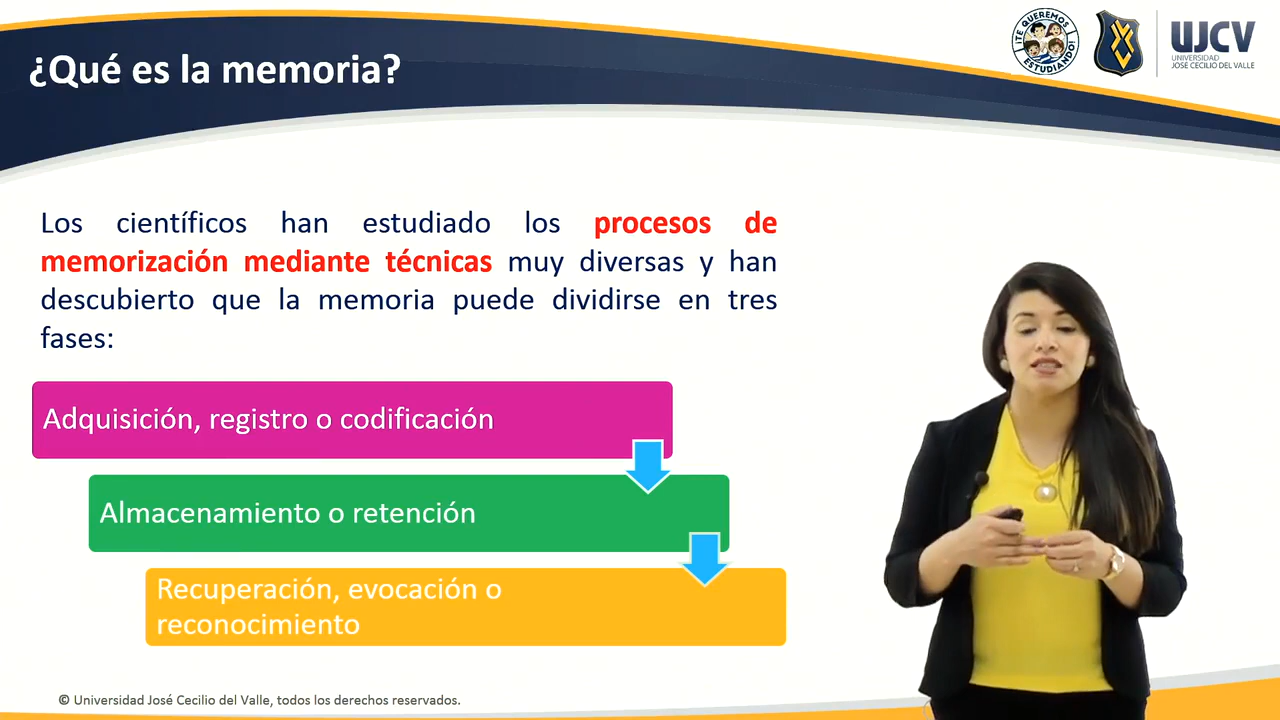 ¿Qué es la memoria?
¡TE QUEREMOS
ESTUDIANDO!
UJCV
UNIVERSIDAD
JOSÉ CECILIO DEL VALLE
Los científicos han estudiado los procesos de
memorización mediante técnicas muy diversas y han
descubierto que la memoria puede dividirse en tres
fases:
Adquisición, registro o codificación
Almacenamiento o retención
Recuperación, evocación o
reconocimiento
© Universidad José Cecilio del Valle, todos los derechos reservados.